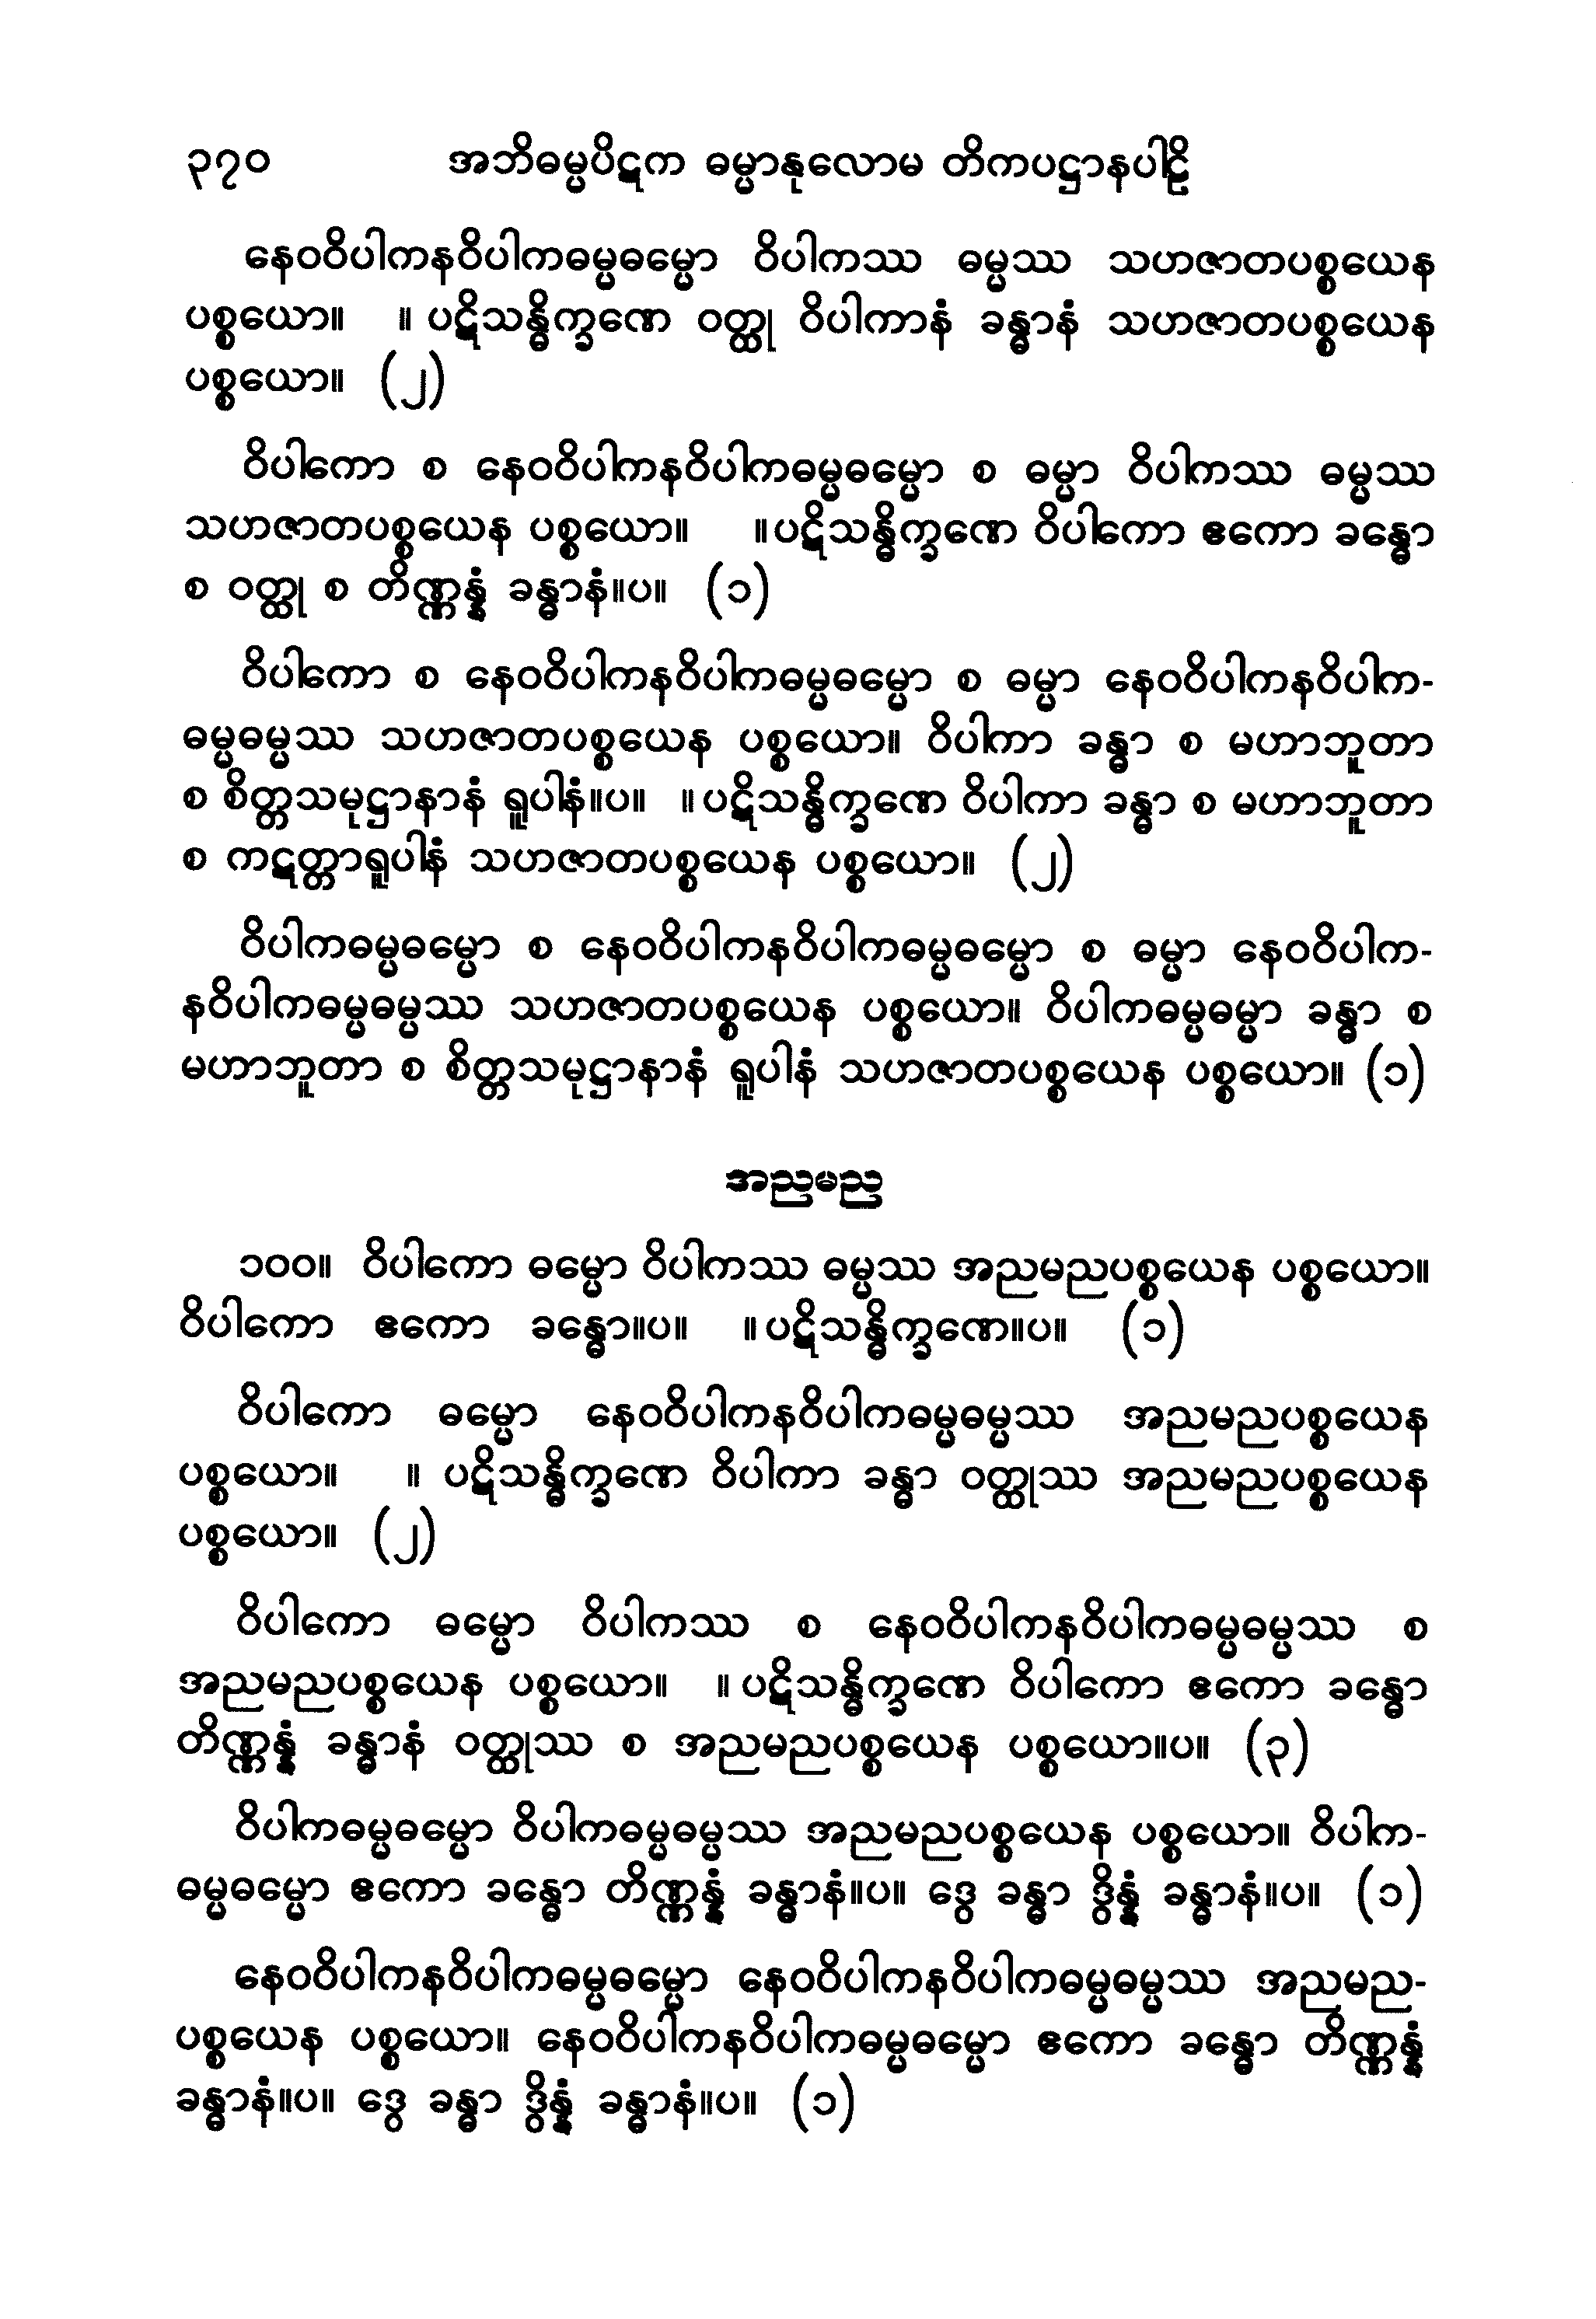 ၃၇၀ အဘိဓမ္မပိဋက ဓမ္မာနုလောမ တိကပဋ္ဌာနပါဠိ
နေဝဝိပါကနဝိပါကဓမ္မဓမ္မော ဝိပါကဿ ဓမ္မဿ သဟဇာတပစ္စယေန
ပစ္စယော။ ။ ပဋိသန္ဓိက္ခဏေ ဝတ္ထု ဝိပါကာနံ ခန္ဓာနံ သဟဇာတပစ္စယေန
ပစ္စယော။ (၂)
ဝိပါကော စ နေဝဝိပါကနဝိပါကဓမ္မဓမ္မော စ ဓမ္မာ ဝိပါကဿ ဓမ္မဿ
သဟဇာတပစ္စယေန ပစ္စယော။ ။ပဋိသန္ဓိက္ခဏေ ဝိပါကော ဧကော ခန္ဓော
စ ဝတ္ထု စ တိဏ္ဏန္နံ ခန္ဓာနံ။ပ။ (၁)
ဝိပါကော စ နေဝဝိပါကနဝိပါကဓမ္မဓမ္မော စ ဓမ္မာ နေဝဝိပါကနဝိပါက-
ဓမ္မဓမ္မဿ သဟဇာတပစ္စယေန ပစ္စယော။ ဝိပါကာ ခန္ဓာ စ မဟာဘူတာ
စ စိတ္တသမုဋ္ဌာနာနံ ရူပါနံ။ပ။ ။ပဋိသန္ဓိက္ခဏေ ဝိပါကာ ခန္ဓာ စ မဟာဘူတာ
စ ကဋတ္တာရူပါနံ သဟဇာတပစ္စယေန ပစ္စယော။ (၂)
ဝိပါကဓမ္မဓမ္မော စ နေဝဝိပါကနဝိပါကဓမ္မဓမ္မော စ ဓမ္မာ နေဝဝိပါက-
နဝိပါကဓမ္မဓမ္မဿ သဟဇာတပစ္စယေန ပစ္စယော။ ဝိပါကဓမ္မဓမ္မာ ခန္ဓာ စ
မဟာဘူတာ စ စိတ္တသမုဋ္ဌာနာနံ ရူပါနံ သဟဇာတပစ္စယေန ပစ္စယော။ (၁)
အညမည
၁၀၀။ ဝိပါကော ဓမ္မော ဝိပါကဿ ဓမ္မဿ အညမညပစ္စယေန ပစ္စယော။
ဝိပါကော ဧကော ခန္ဓော။ပ။ ။ပဋိသန္ဓိက္ခဏေ။ပ။ (၁)
ဝိပါကော ဓမ္မော နေဝဝိပါကနဝိပါကဓမ္မဓမ္မဿ အညမညပစ္စယေန
ပစ္စယော။ ။ ပဋိသန္ဓိက္ခဏေ ဝိပါကာ ခန္ဓာ ဝတ္ထုဿ အညမညပစ္စယေန
ပစ္စယော။ (၂)
ဝိပါကော ဓမ္မော ဝိပါကဿ စ နေဝဝိပါကနဝိပါကဓမ္မဓမ္မဿ စ
အညမညပစ္စယေန ပစ္စယော။ ။ပဋိသန္ဓိက္ခဏေ ဝိပါကော ဧကော ခန္ဓော
တိဏ္ဏန္နံ ခန္ဓာနံ ဝတ္ထုဿ စ အညမညပစ္စယေန ပစ္စယော။ပ။ (၃)
ဝိပါကဓမ္မဓမ္မော ဝိပါကဓမ္မဓမ္မဿ အညမညပစ္စယေန ပစ္စယော။ ဝိပါက-
ဓမ္မဓမ္မော ဧကော ခန္ဓော တိဏ္ဏန္နံ ခန္ဓာနံ။ပ။ ဒွေ ခန္ဓာ ဒွိန္နံ ခန္ဓာနံ။ပ။ (၁)
နေဝဝိပါကနဝိပါကဓမ္မဓမ္မော နေဝဝိပါကနဝိပါကဓမ္မဓမ္မဿ အညမည-
ပစ္စယေန ပစ္စယော။ နေဝဝိပါကနဝိပါကဓမ္မဓမ္မော ဧကော ခန္ဓော တိဏ္ဏန္နံ
ခန္ဓာနံ။ပ။ ဒွေ ခန္ဓာ ဒွိန္နံ ခန္ဓာနံ။ပ။ (၁)